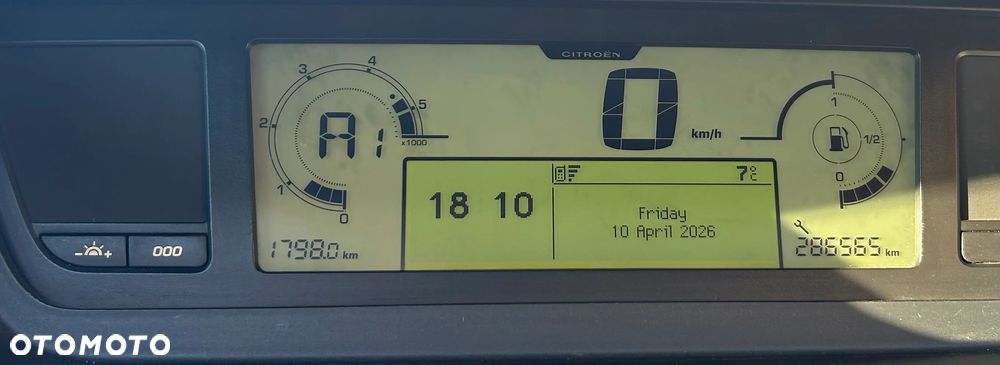 CITROËN
0 km/h
0 1 2 3 4 5
x1000
A1
1
1/2
0
7°C
18 10
Friday
10 April 2026
1798.0 km
286565 km
- +
000
OTOMOTO